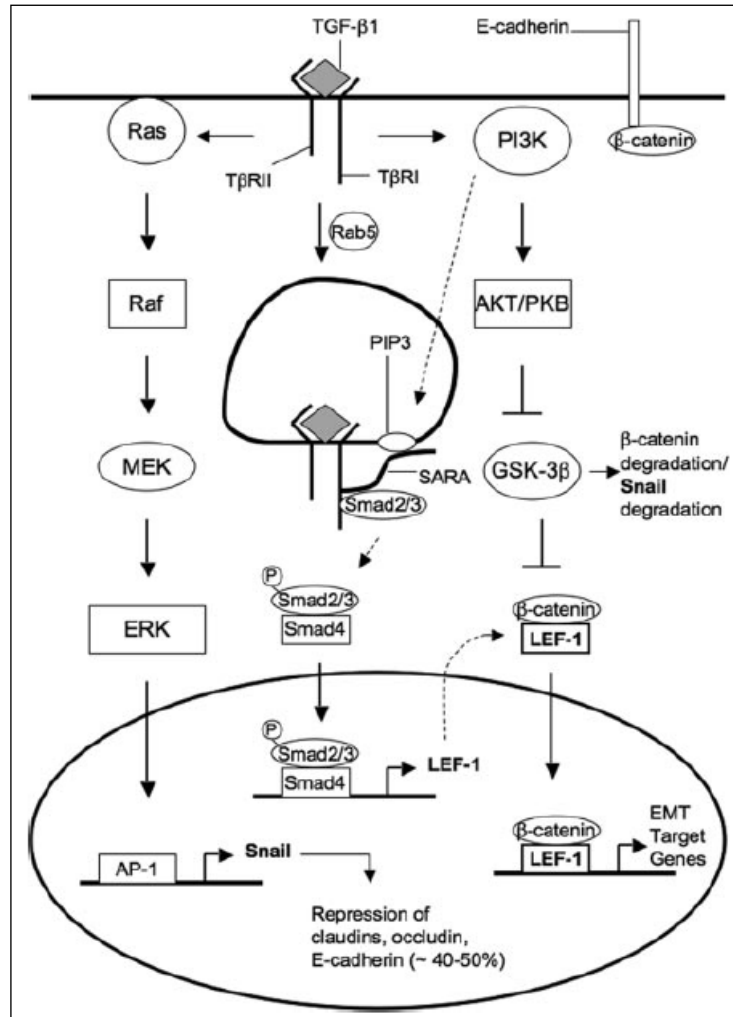 TGF-β1
E-cadherin
Ras
PI3K
β-catenin
TβRII
TβRI
Rab5
Raf
AKT/PKB
PIP3
MEK
GSK-3β
β-catenin
degradation/
Snail
degradation
SARA
Smad2/3
P
Smad2/3
Smad4
ERK
β-catenin
LEF-1
P
Smad2/3
Smad4
LEF-1
β-catenin
LEF-1
EMT
Target
Genes
AP-1
Snail
Repression of
claudins, occludin,
E-cadherin (~ 40-50%)